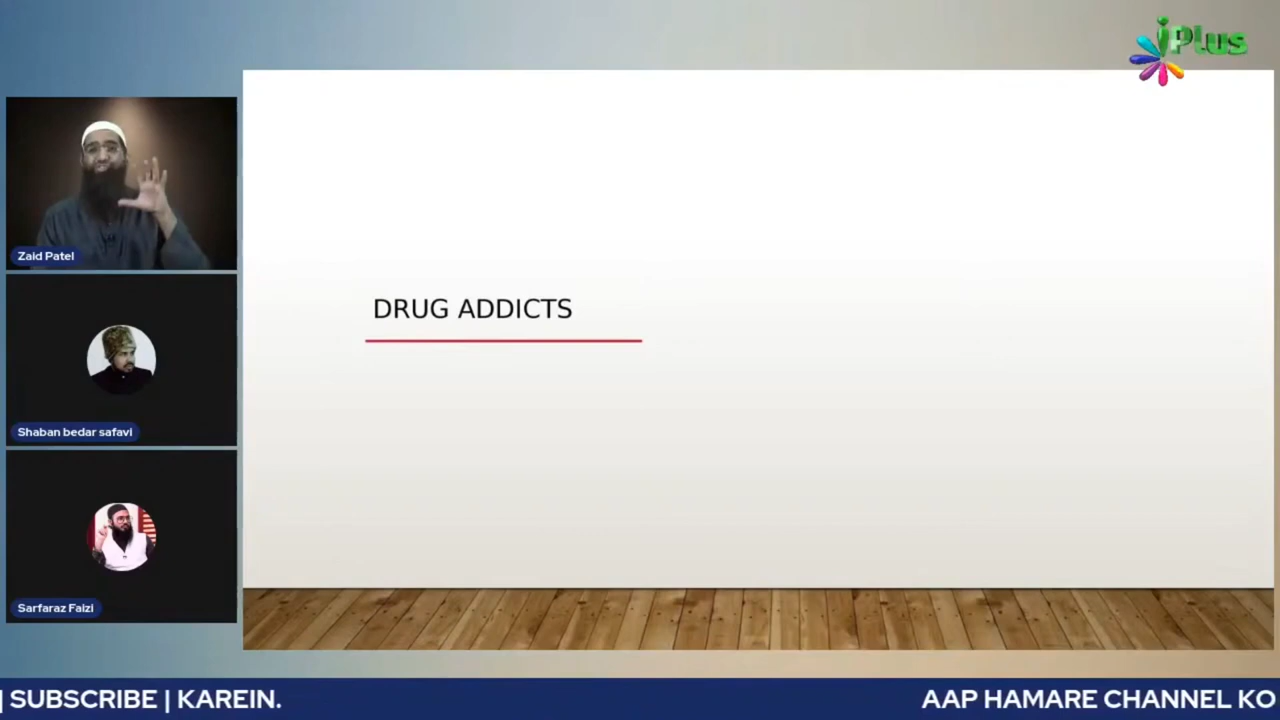 iPlus
Zaid Patel
DRUG ADDICTS
Shaban bedar safavi
Sarfaraz Faizi
| SUBSCRIBE | KAREIN.
AAP HAMARE CHANNEL KO